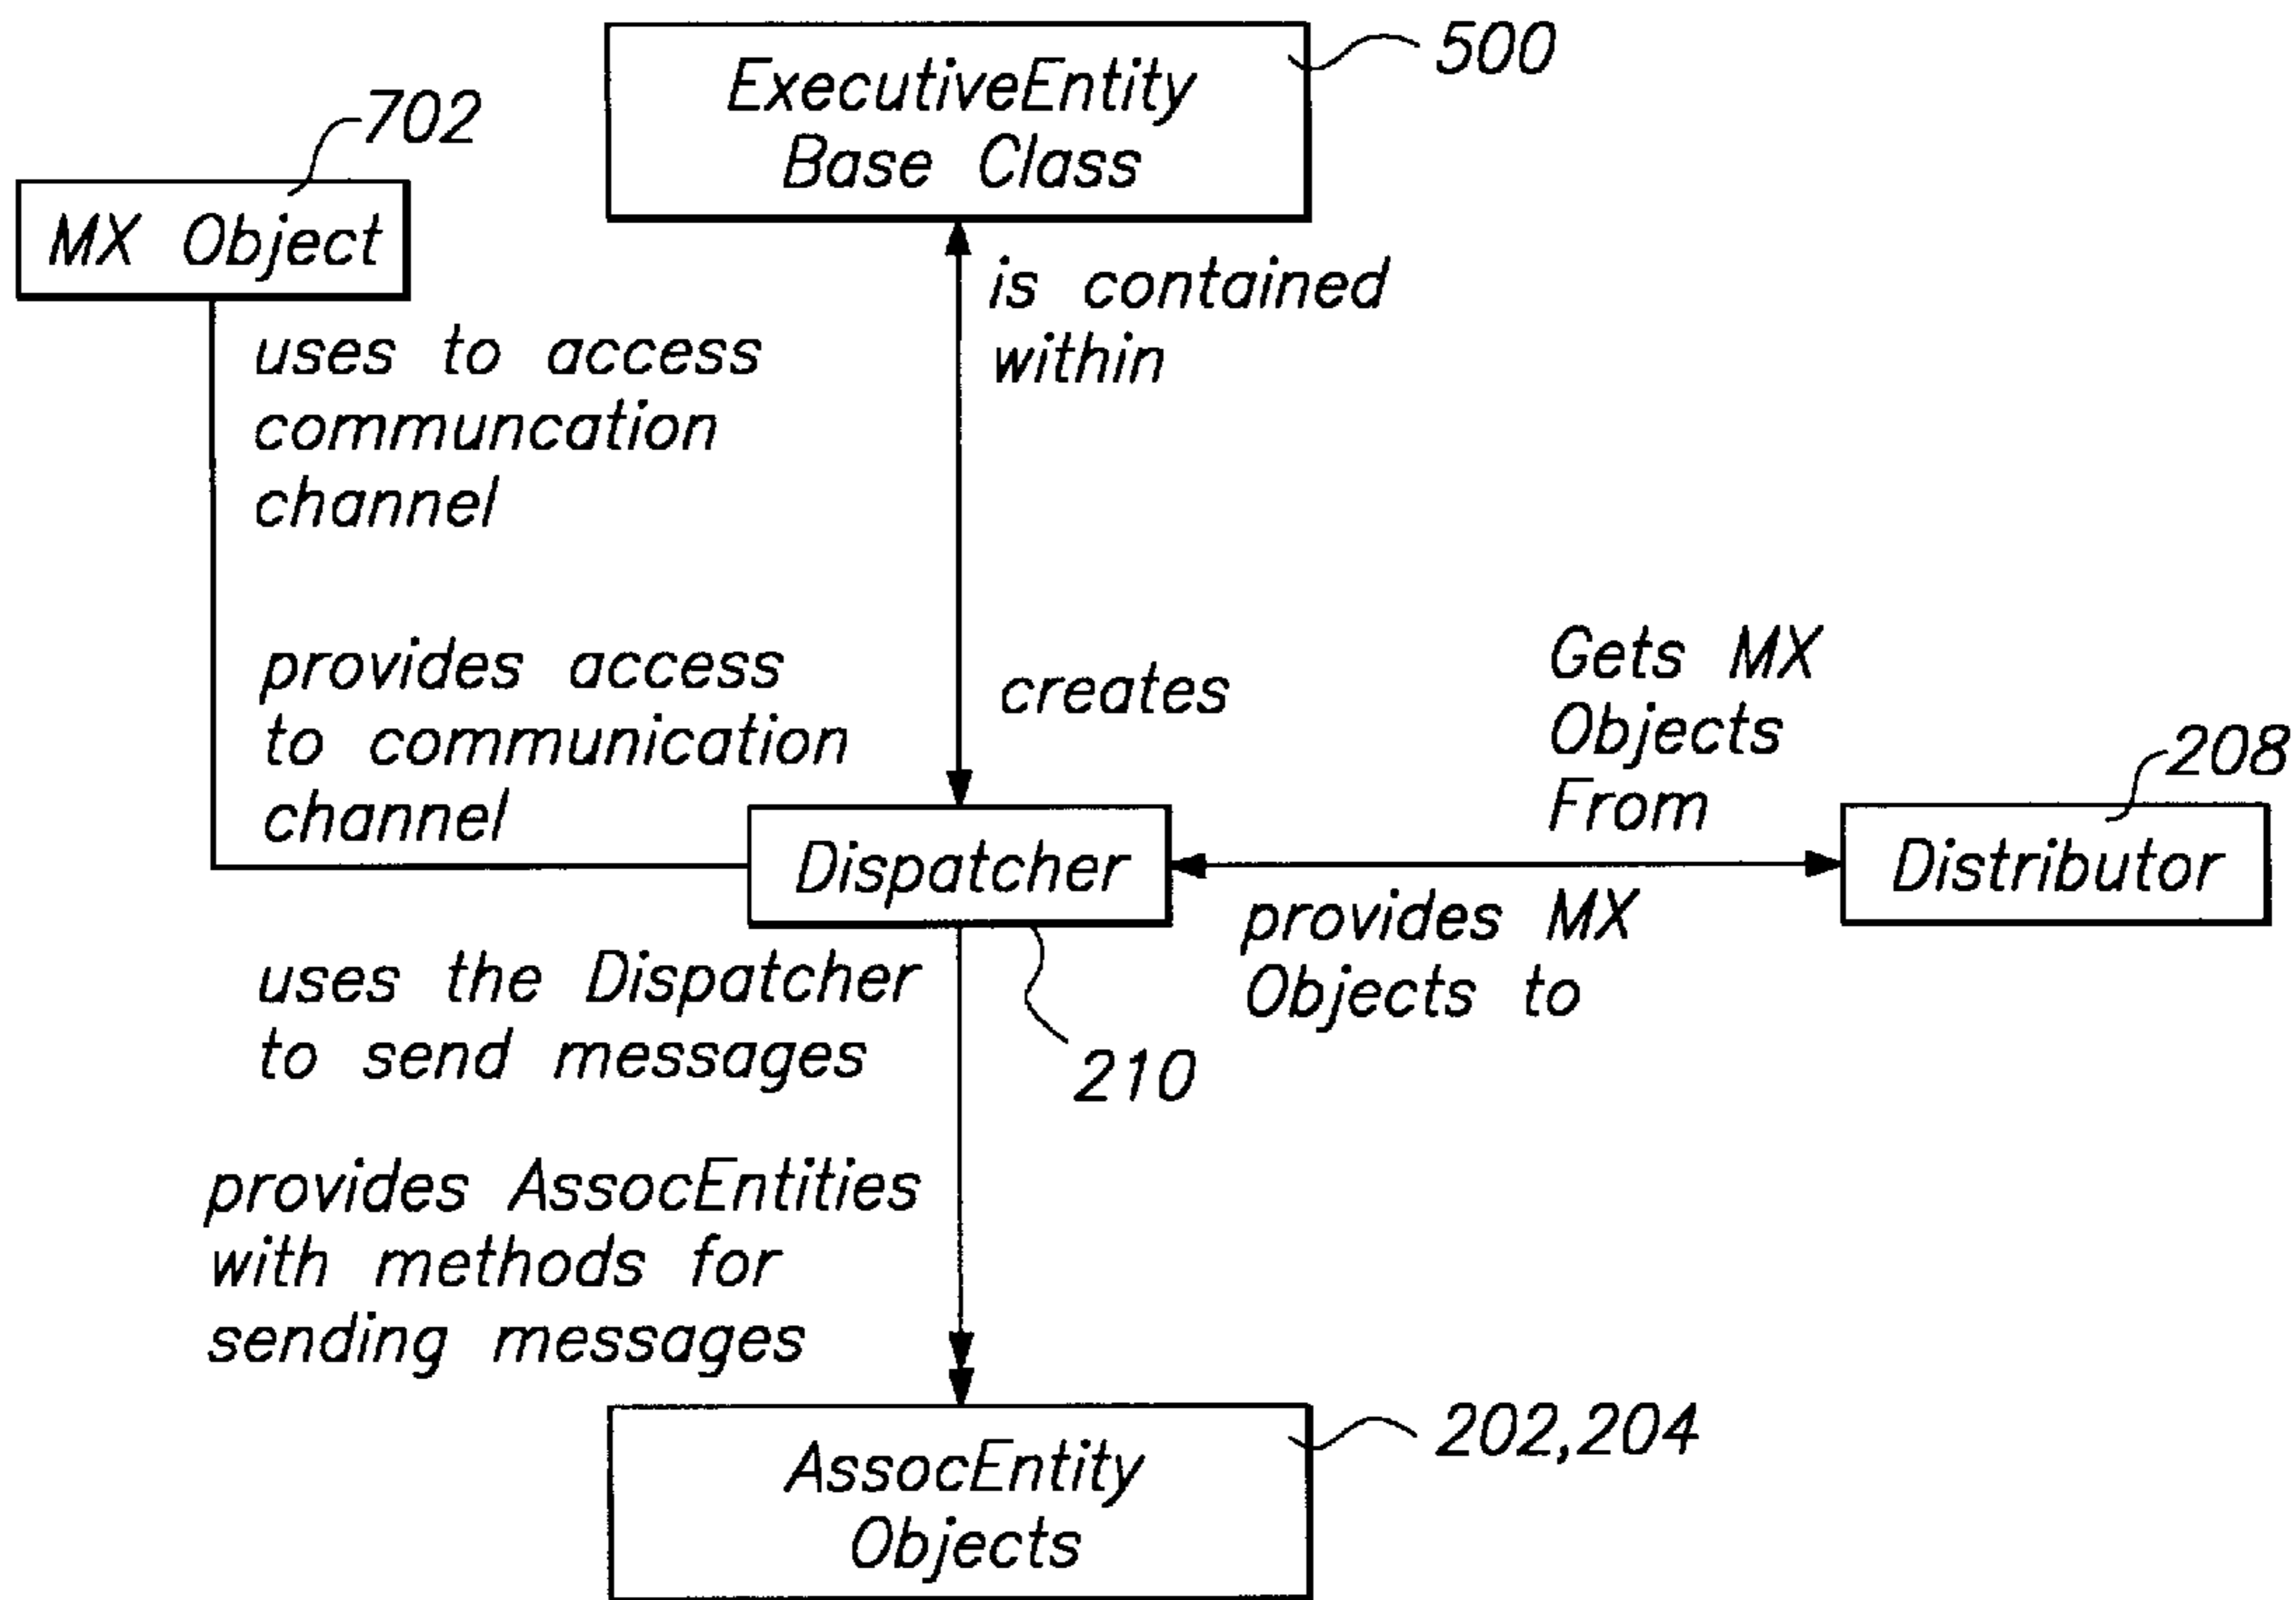 500
ExecutiveEntity
Base Class
702
MX Object
is contained
within
uses to access
communcation
channel
provides access
to communication
channel
creates
Gets MX
Objects
From
208
Dispatcher
Distributor
provides MX
Objects to
uses the Dispatcher
to send messages
210
provides AssocEntities
with methods for
sending messages
202,204
AssocEntity
Objects